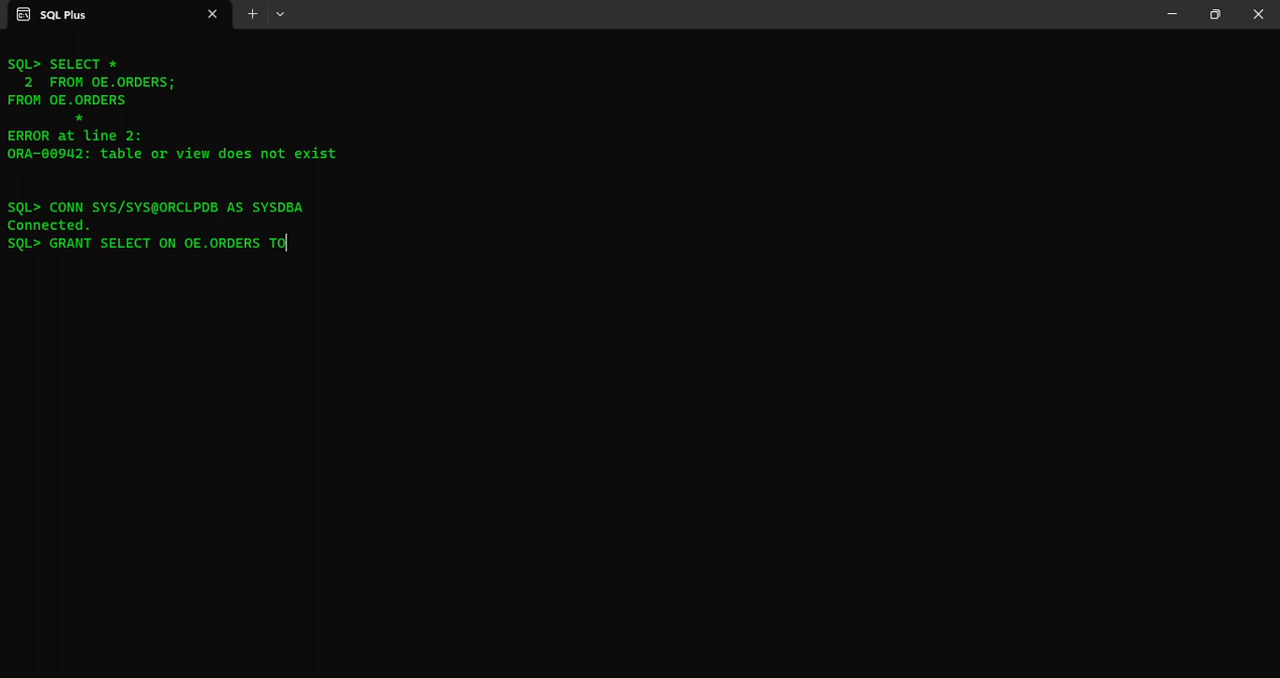 SQL Plus
SQL> SELECT *
  2  FROM OE.ORDERS;
FROM OE.ORDERS
        *
ERROR at line 2:
ORA-00942: table or view does not exist
SQL> CONN SYS/SYS@ORCLPDB AS SYSDBA
Connected.
SQL> GRANT SELECT ON OE.ORDERS TO